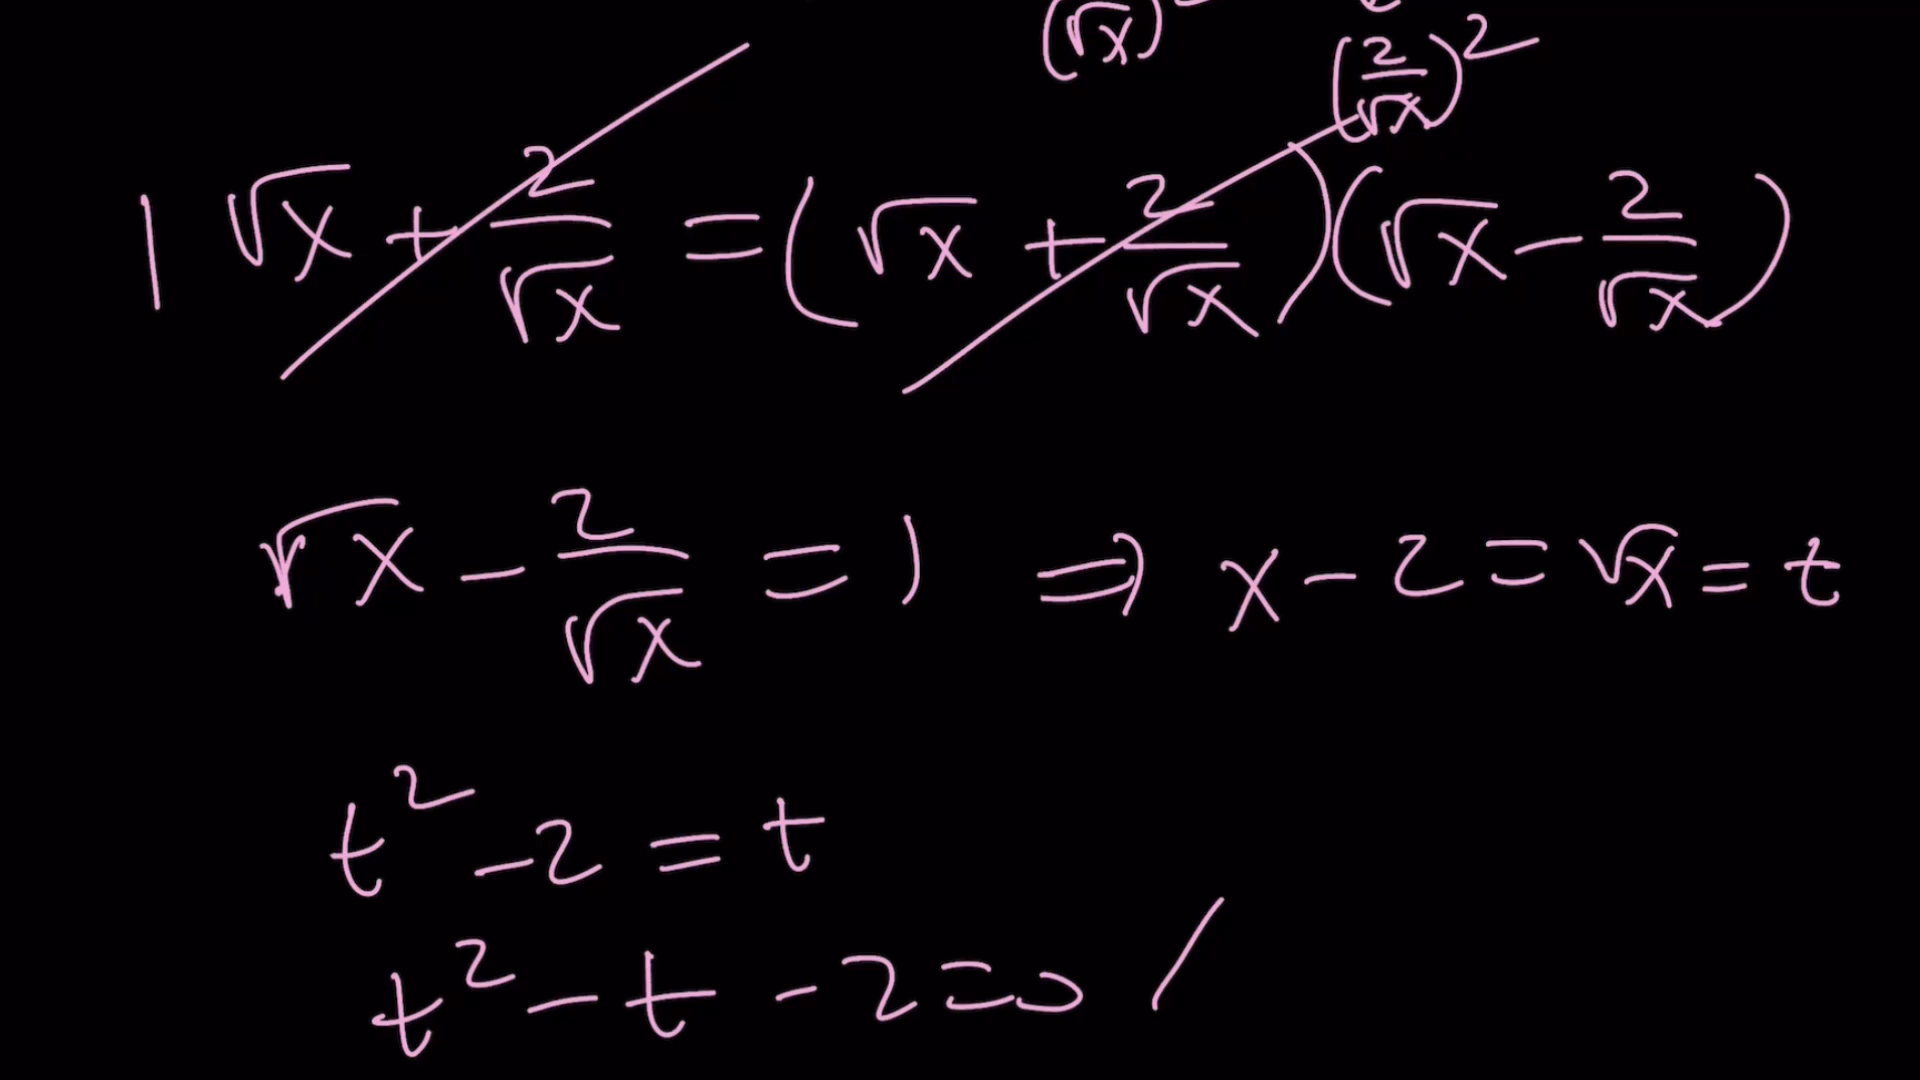 (√x)²
(2/√x)²
1 √x + 2/√x = (√x + 2/√x)(√x - 2/√x)
√x - 2/√x = 1 ⇒ x - 2 = √x = t
t² - 2 = t
t² - t - 2 = 0 /